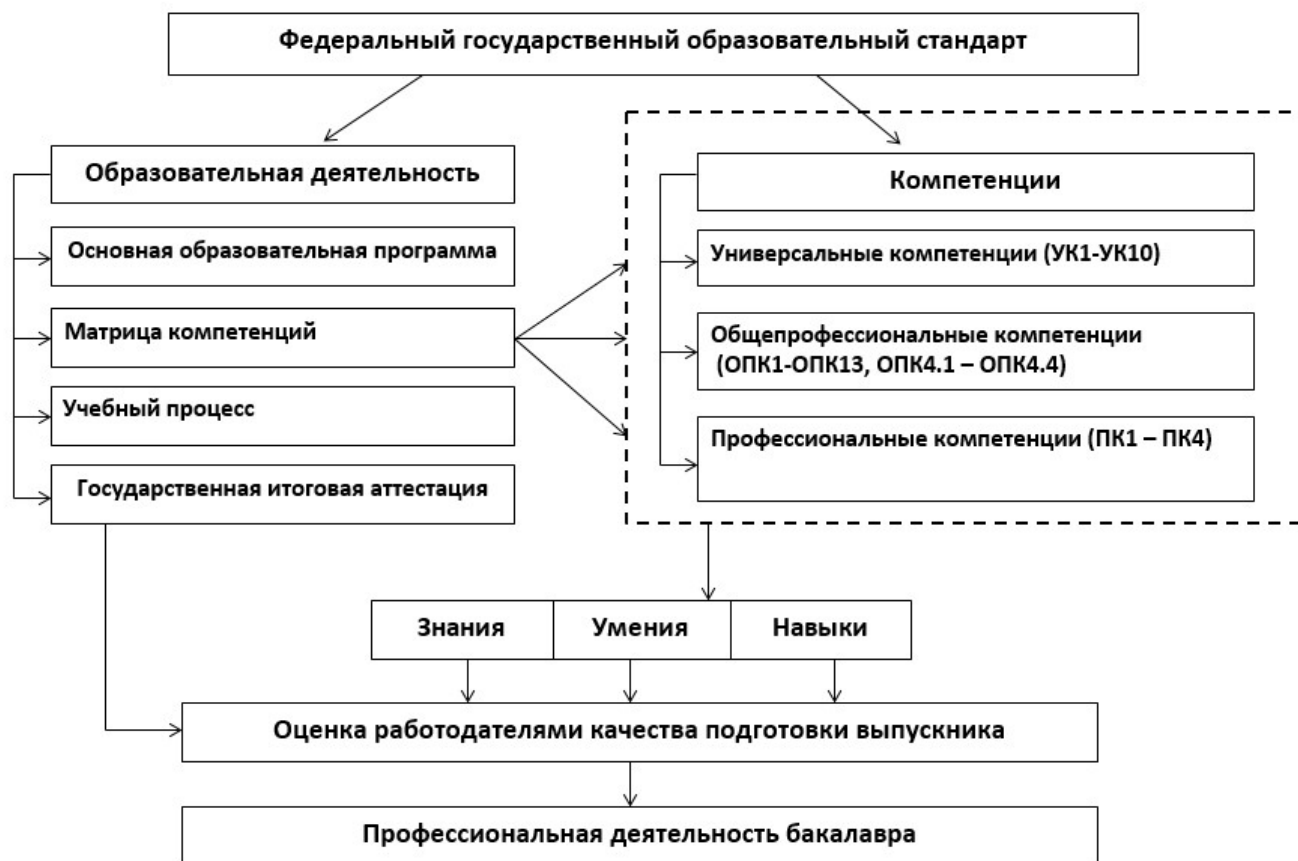 Федеральный государственный образовательный стандарт
Образовательная деятельность
Основная образовательная программа
Матрица компетенций
Учебный процесс
Государственная итоговая аттестация
Компетенции
Универсальные компетенции (УК1-УК10)
Общепрофессиональные компетенции
(ОПК1-ОПК13, ОПК4.1 – ОПК4.4)
Профессиональные компетенции (ПК1 – ПК4)
Знания
Умения
Навыки
Оценка работодателями качества подготовки выпускника
Профессиональная деятельность бакалавра